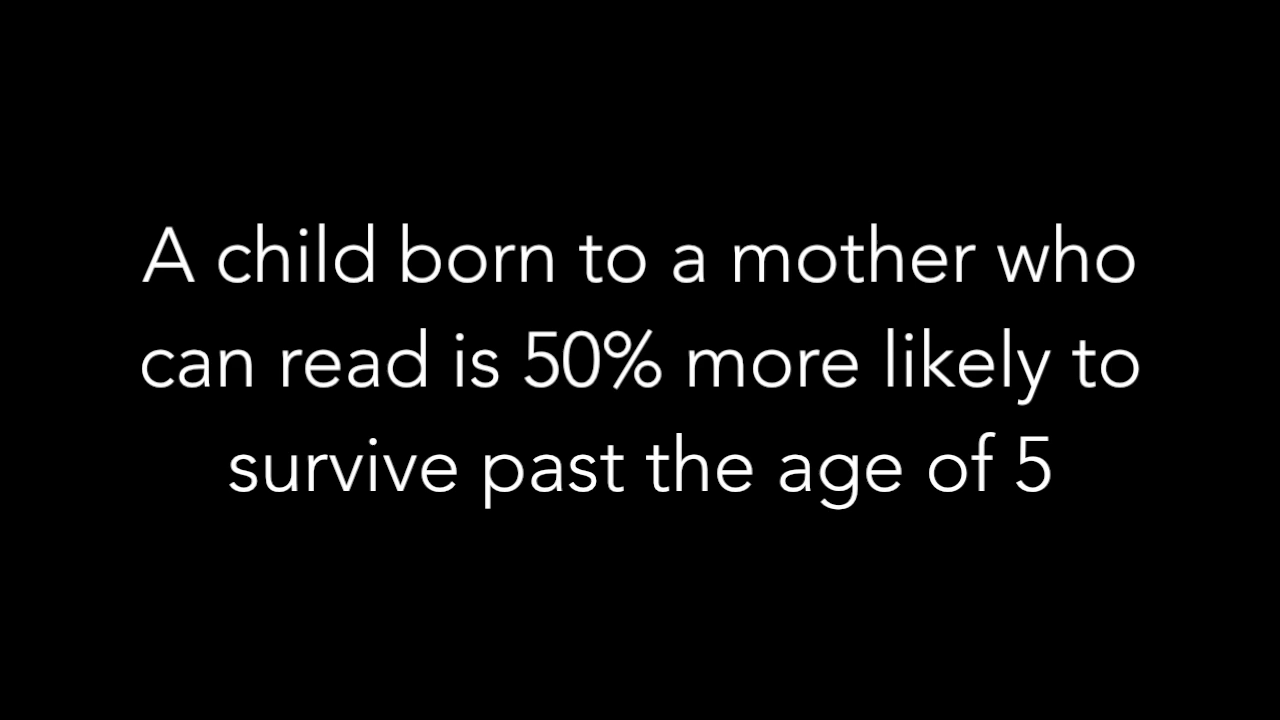 A child born to a mother who
can read is 50% more likely to
survive past the age of 5